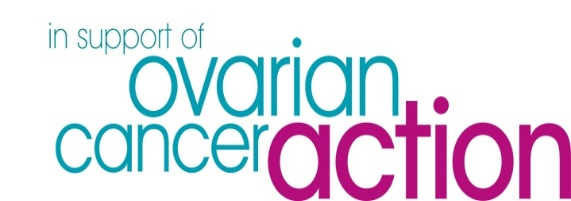 in support of
ovarian
canceraction